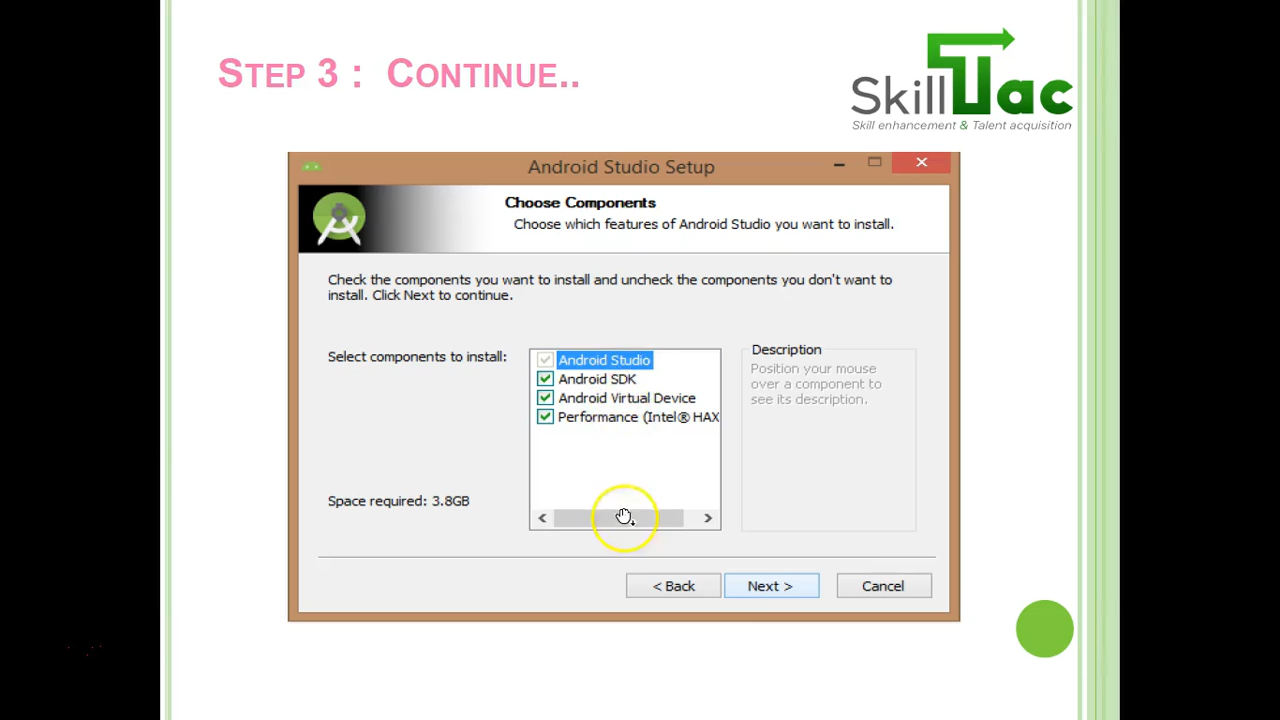 STEP 3 : CONTINUE..
Skill Tac
Skill enhancement & Talent acquisition
Android Studio Setup
Choose Components
Choose which features of Android Studio you want to install.
Check the components you want to install and uncheck the components you don't want to
install. Click Next to continue.
Select components to install:
Android Studio
Android SDK
Android Virtual Device
Performance (Intel® HAX
Description
Position your mouse
over a component to
see its description.
Space required: 3.8GB
< Back
Next >
Cancel